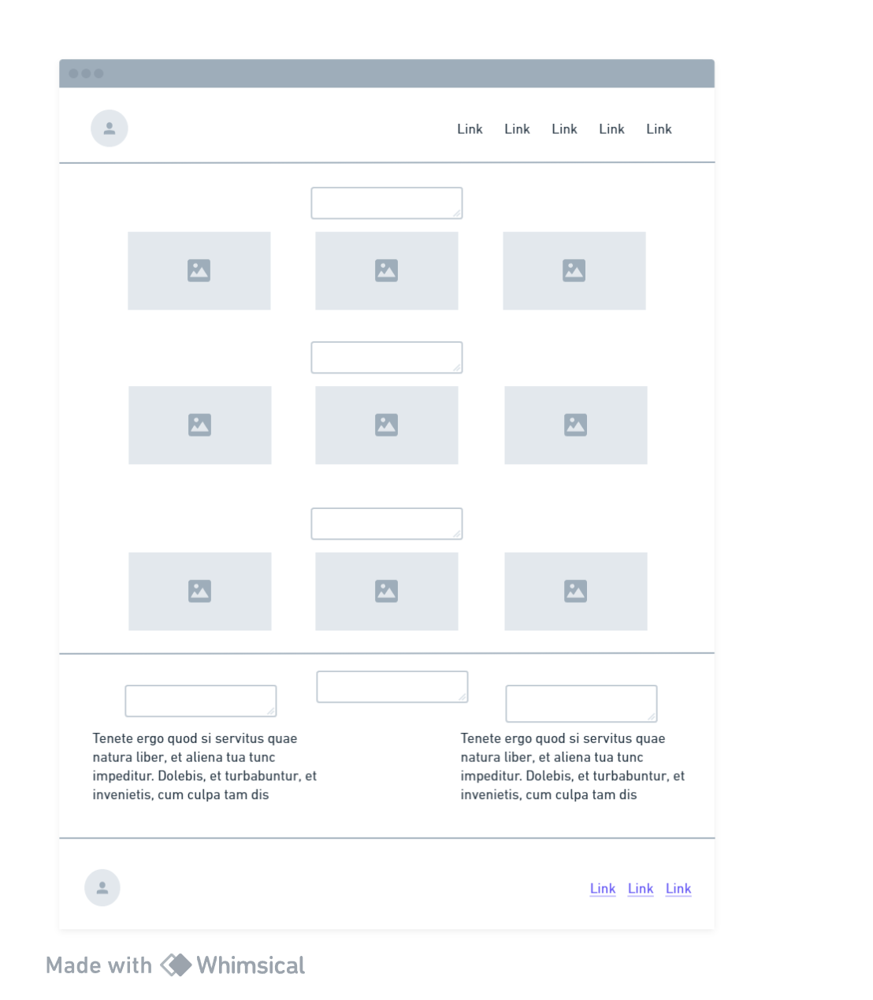 Link Link Link Link Link
Tenete ergo quod si servitus quae
natura liber, et aliena tua tunc
impeditur. Dolebis, et turbabuntur, et
invenietis, cum culpa tam dis
Tenete ergo quod si servitus quae
natura liber, et aliena tua tunc
impeditur. Dolebis, et turbabuntur, et
invenietis, cum culpa tam dis
Link Link Link
Made with Whimsical